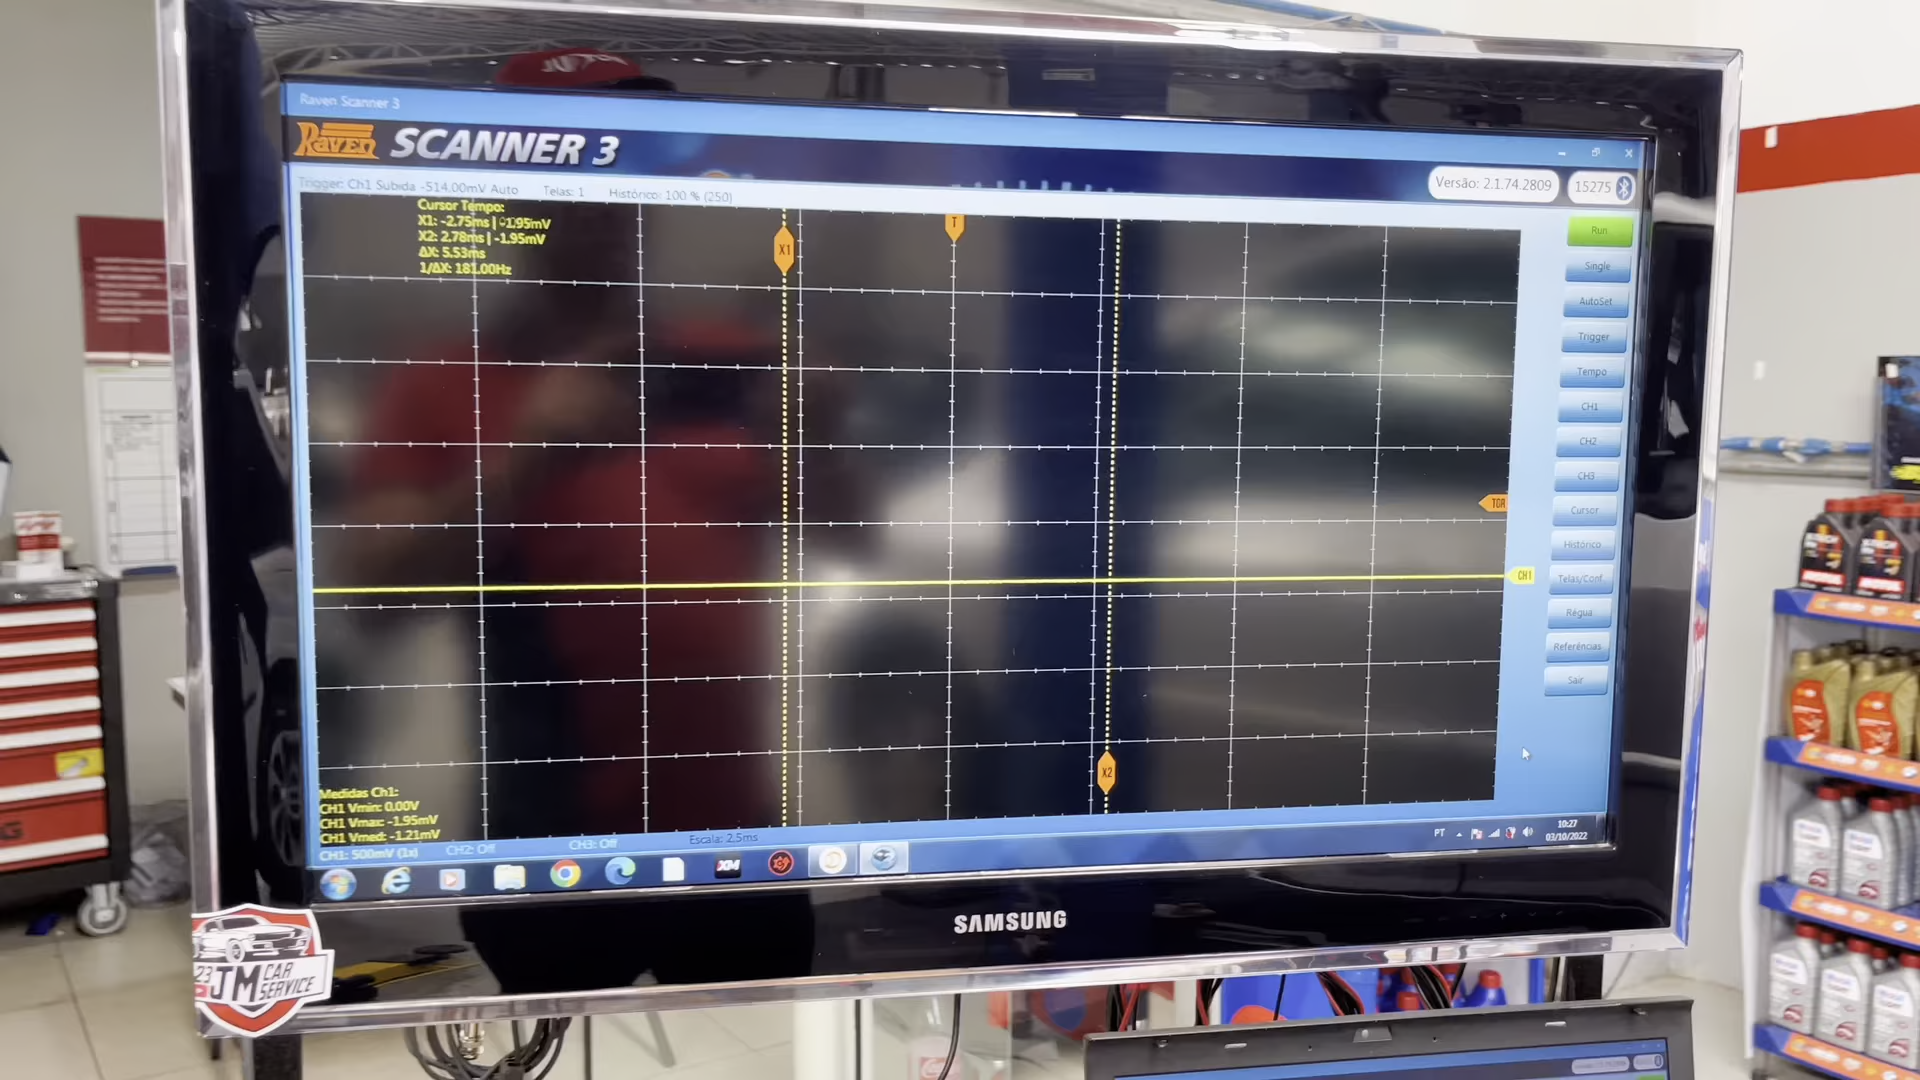 Raven Scanner 3
Raven SCANNER 3
Versão: 2.1.74.2809
15275
Trigger: Ch1 Subida -514.00mV Auto
Telas: 1
Histórico: 100 % (250)
Cursor Tempo:
X1: -2.75ms | -1.95mV
X2: 2.78ms | -1.95mV
ΔX: 5.53ms
1/ΔX: 181.00Hz
X1
T
X2
TGR
CH1
Run
Single
AutoSet
Trigger
Tempo
CH1
CH2
CH3
Cursor
Histórico
Telas/Conf.
Régua
Referências
Sair
Medidas Ch1:
CH1 Vmin: 0.00V
CH1 Vmax: -1.95mV
CH1 Vmed: -1.21mV
CH1: 500mV (1x)
CH2: Off
CH3: Off
Escala: 2.5ms
XM
PT
10:27
03/10/2022
SAMSUNG
23
JM CAR SERVICE